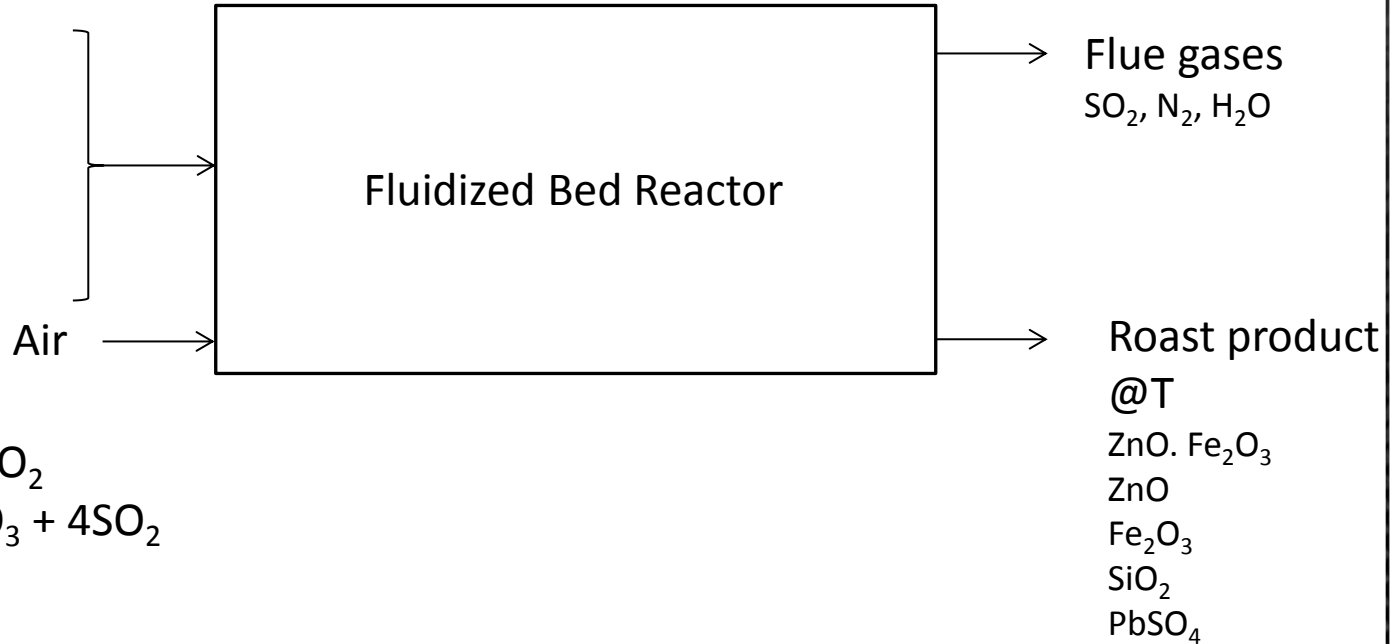 Flue gases
SO₂, N₂, H₂O
Fluidized Bed Reactor
Air
Roast product
@T
ZnO. Fe₂O₃
ZnO
Fe₂O₃
SiO₂
PbSO₄
O₂
O₃ + 4SO₂